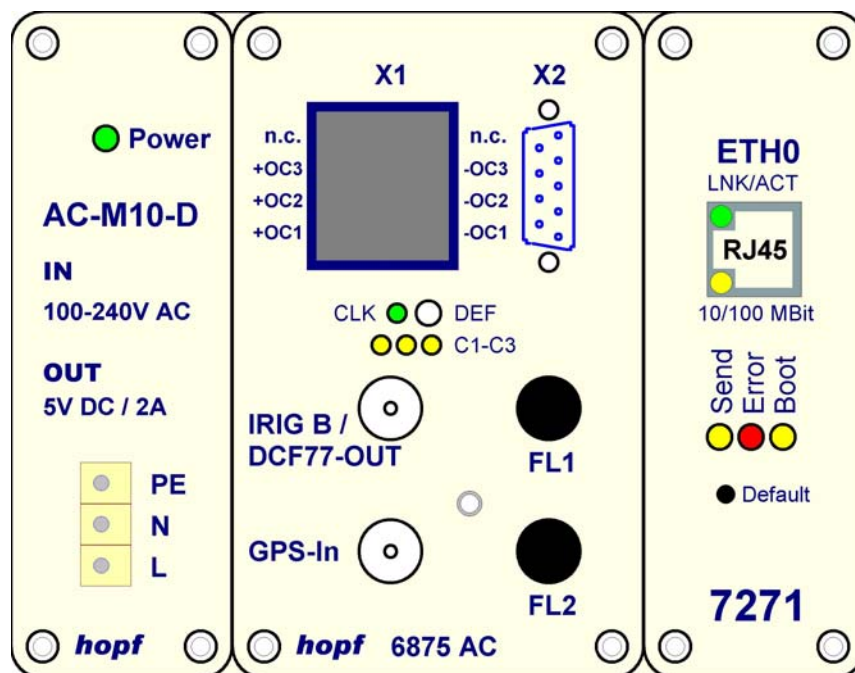 Power
AC-M10-D
IN
100-240V AC
OUT
5V DC / 2A
PE
N
L
hopf
X1
X2
n.c.
n.c.
+OC3
-OC3
+OC2
-OC2
+OC1
-OC1
CLK
DEF
C1-C3
IRIG B /
DCF77-OUT
FL1
GPS-In
FL2
hopf 6875 AC
ETH0
LNK/ACT
RJ45
10/100 MBit
Send
Error
Boot
Default
7271